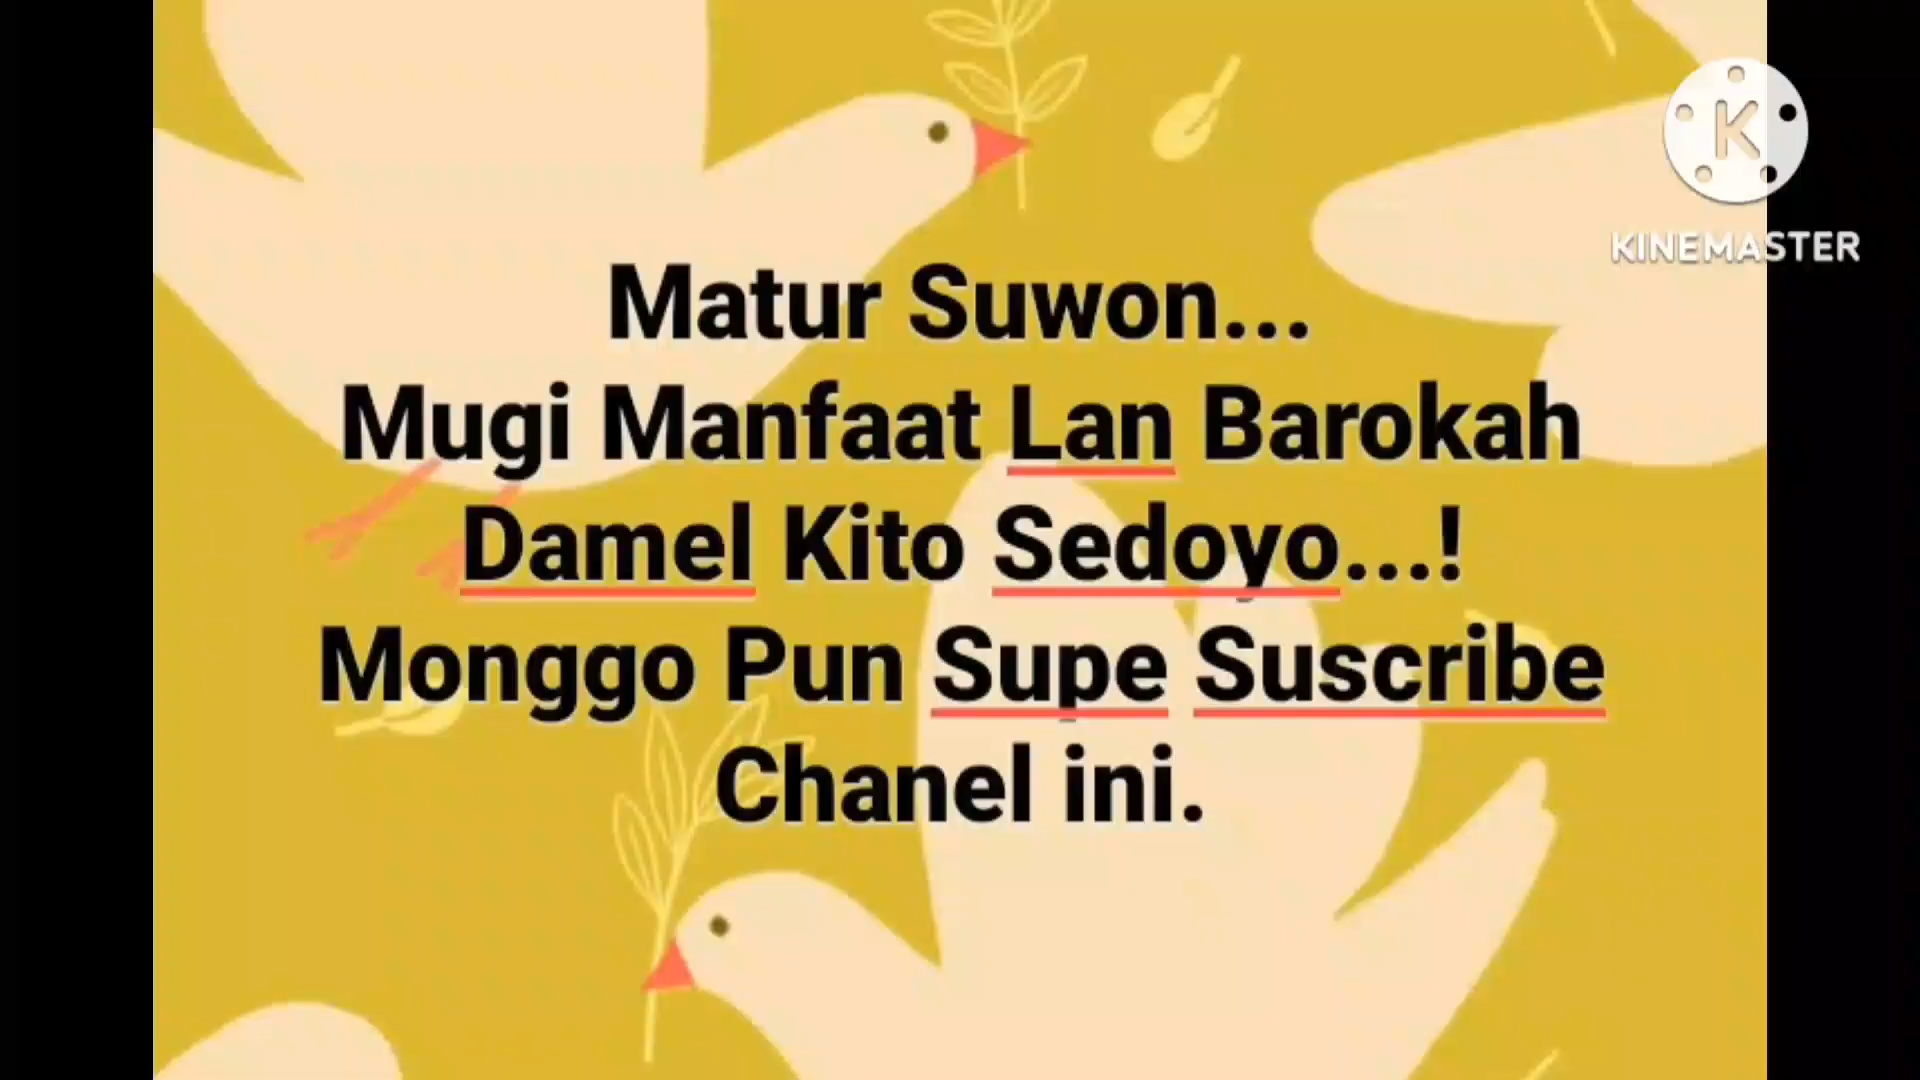 KINEMASTER
Matur Suwon...
Mugi Manfaat Lan Barokah
Damel Kito Sedoyo...!
Monggo Pun Supe Suscribe
Chanel ini.